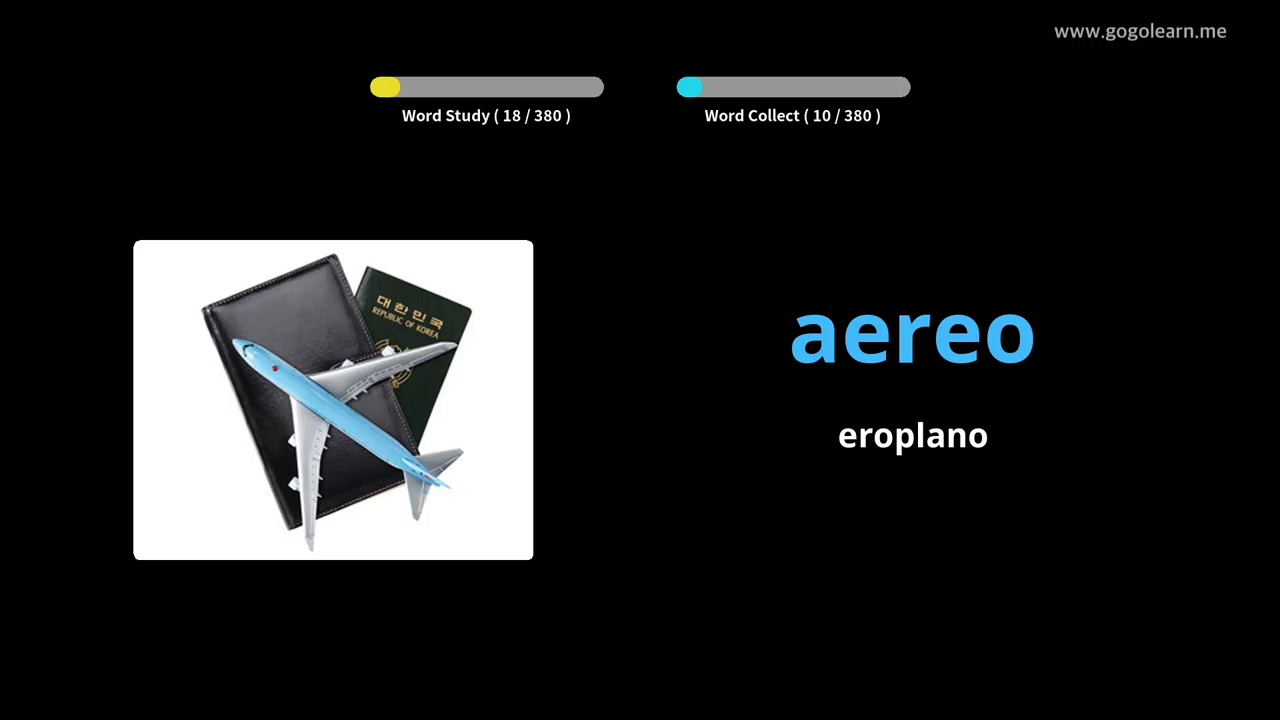 www.gogolearn.me
Word Study ( 18 / 380 )
Word Collect ( 10 / 380 )
대한민국
REPUBLIC OF KOREA
aereo
eroplano